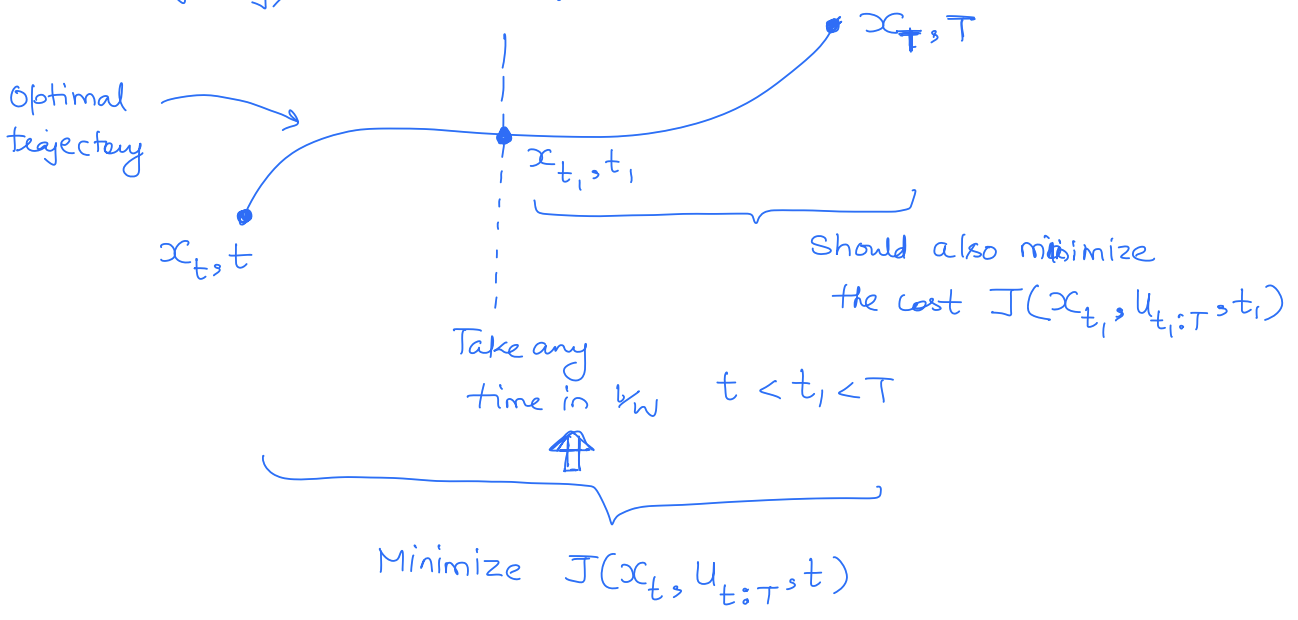 x_T, T
Optimal
trajectory
x_{t_1}, t_1
x_t, t
Should also minimize
the cost J(x_{t_1}, u_{t_1:T}, t_1)
Take any
time in b/w t < t_1 < T
Minimize J(x_t, u_{t:T}, t)